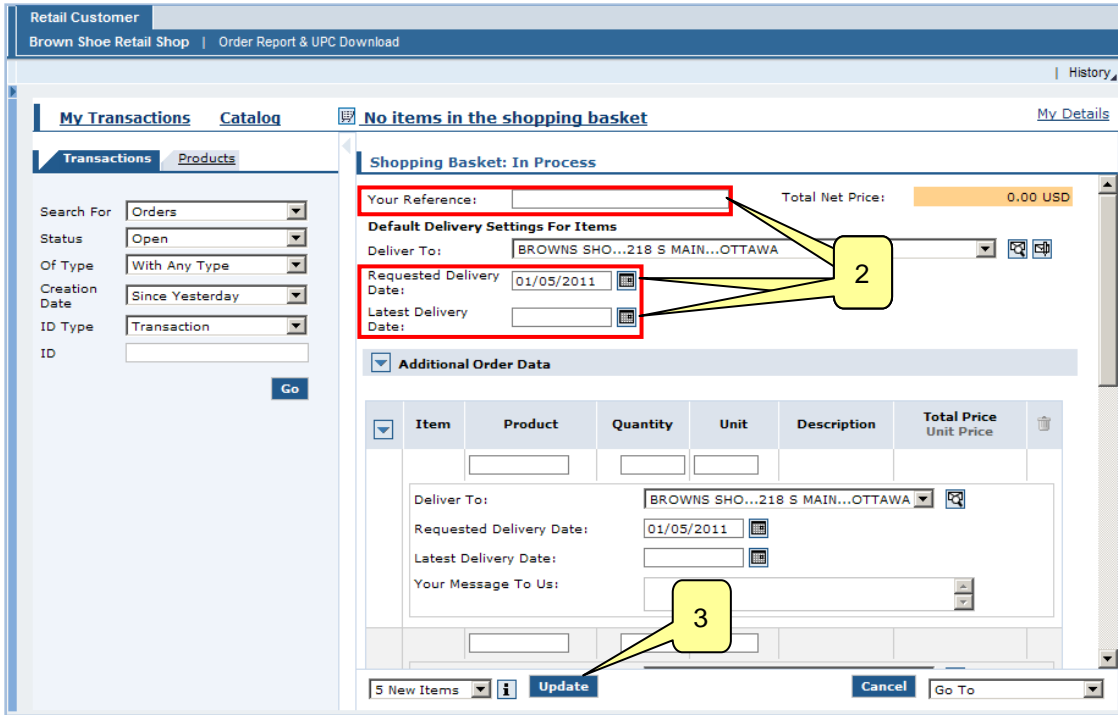 Retail Customer
Brown Shoe Retail Shop | Order Report & UPC Download
| History
My Transactions Catalog No items in the shopping basket My Details
Transactions Products
Search For Orders
Status Open
Of Type With Any Type
Creation Date Since Yesterday
ID Type Transaction
ID
Go
Shopping Basket: In Process
Your Reference: Total Net Price: 0.00 USD
Default Delivery Settings For Items
Deliver To: BROWNS SHO...218 S MAIN...OTTAWA
Requested Delivery
Date: 01/05/2011
2
Latest Delivery
Date:
Additional Order Data
Item Product Quantity Unit Description Total Price
Unit Price
Deliver To: BROWNS SHO...218 S MAIN...OTTAWA
Requested Delivery Date: 01/05/2011
Latest Delivery Date:
Your Message To Us:
3
5 New Items i Update Cancel Go To